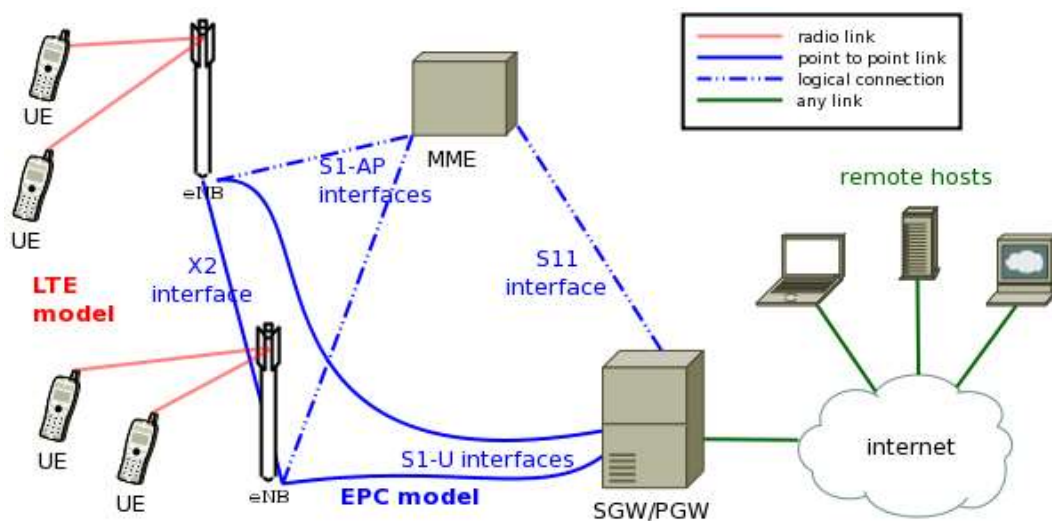 radio link
point to point link
logical connection
any link
UE
MME
S1-AP
interfaces
eNB
remote hosts
UE
X2
interface
S11
interface
LTE
model
internet
UE
S1-U interfaces
UE
eNB
EPC model
SGW/PGW